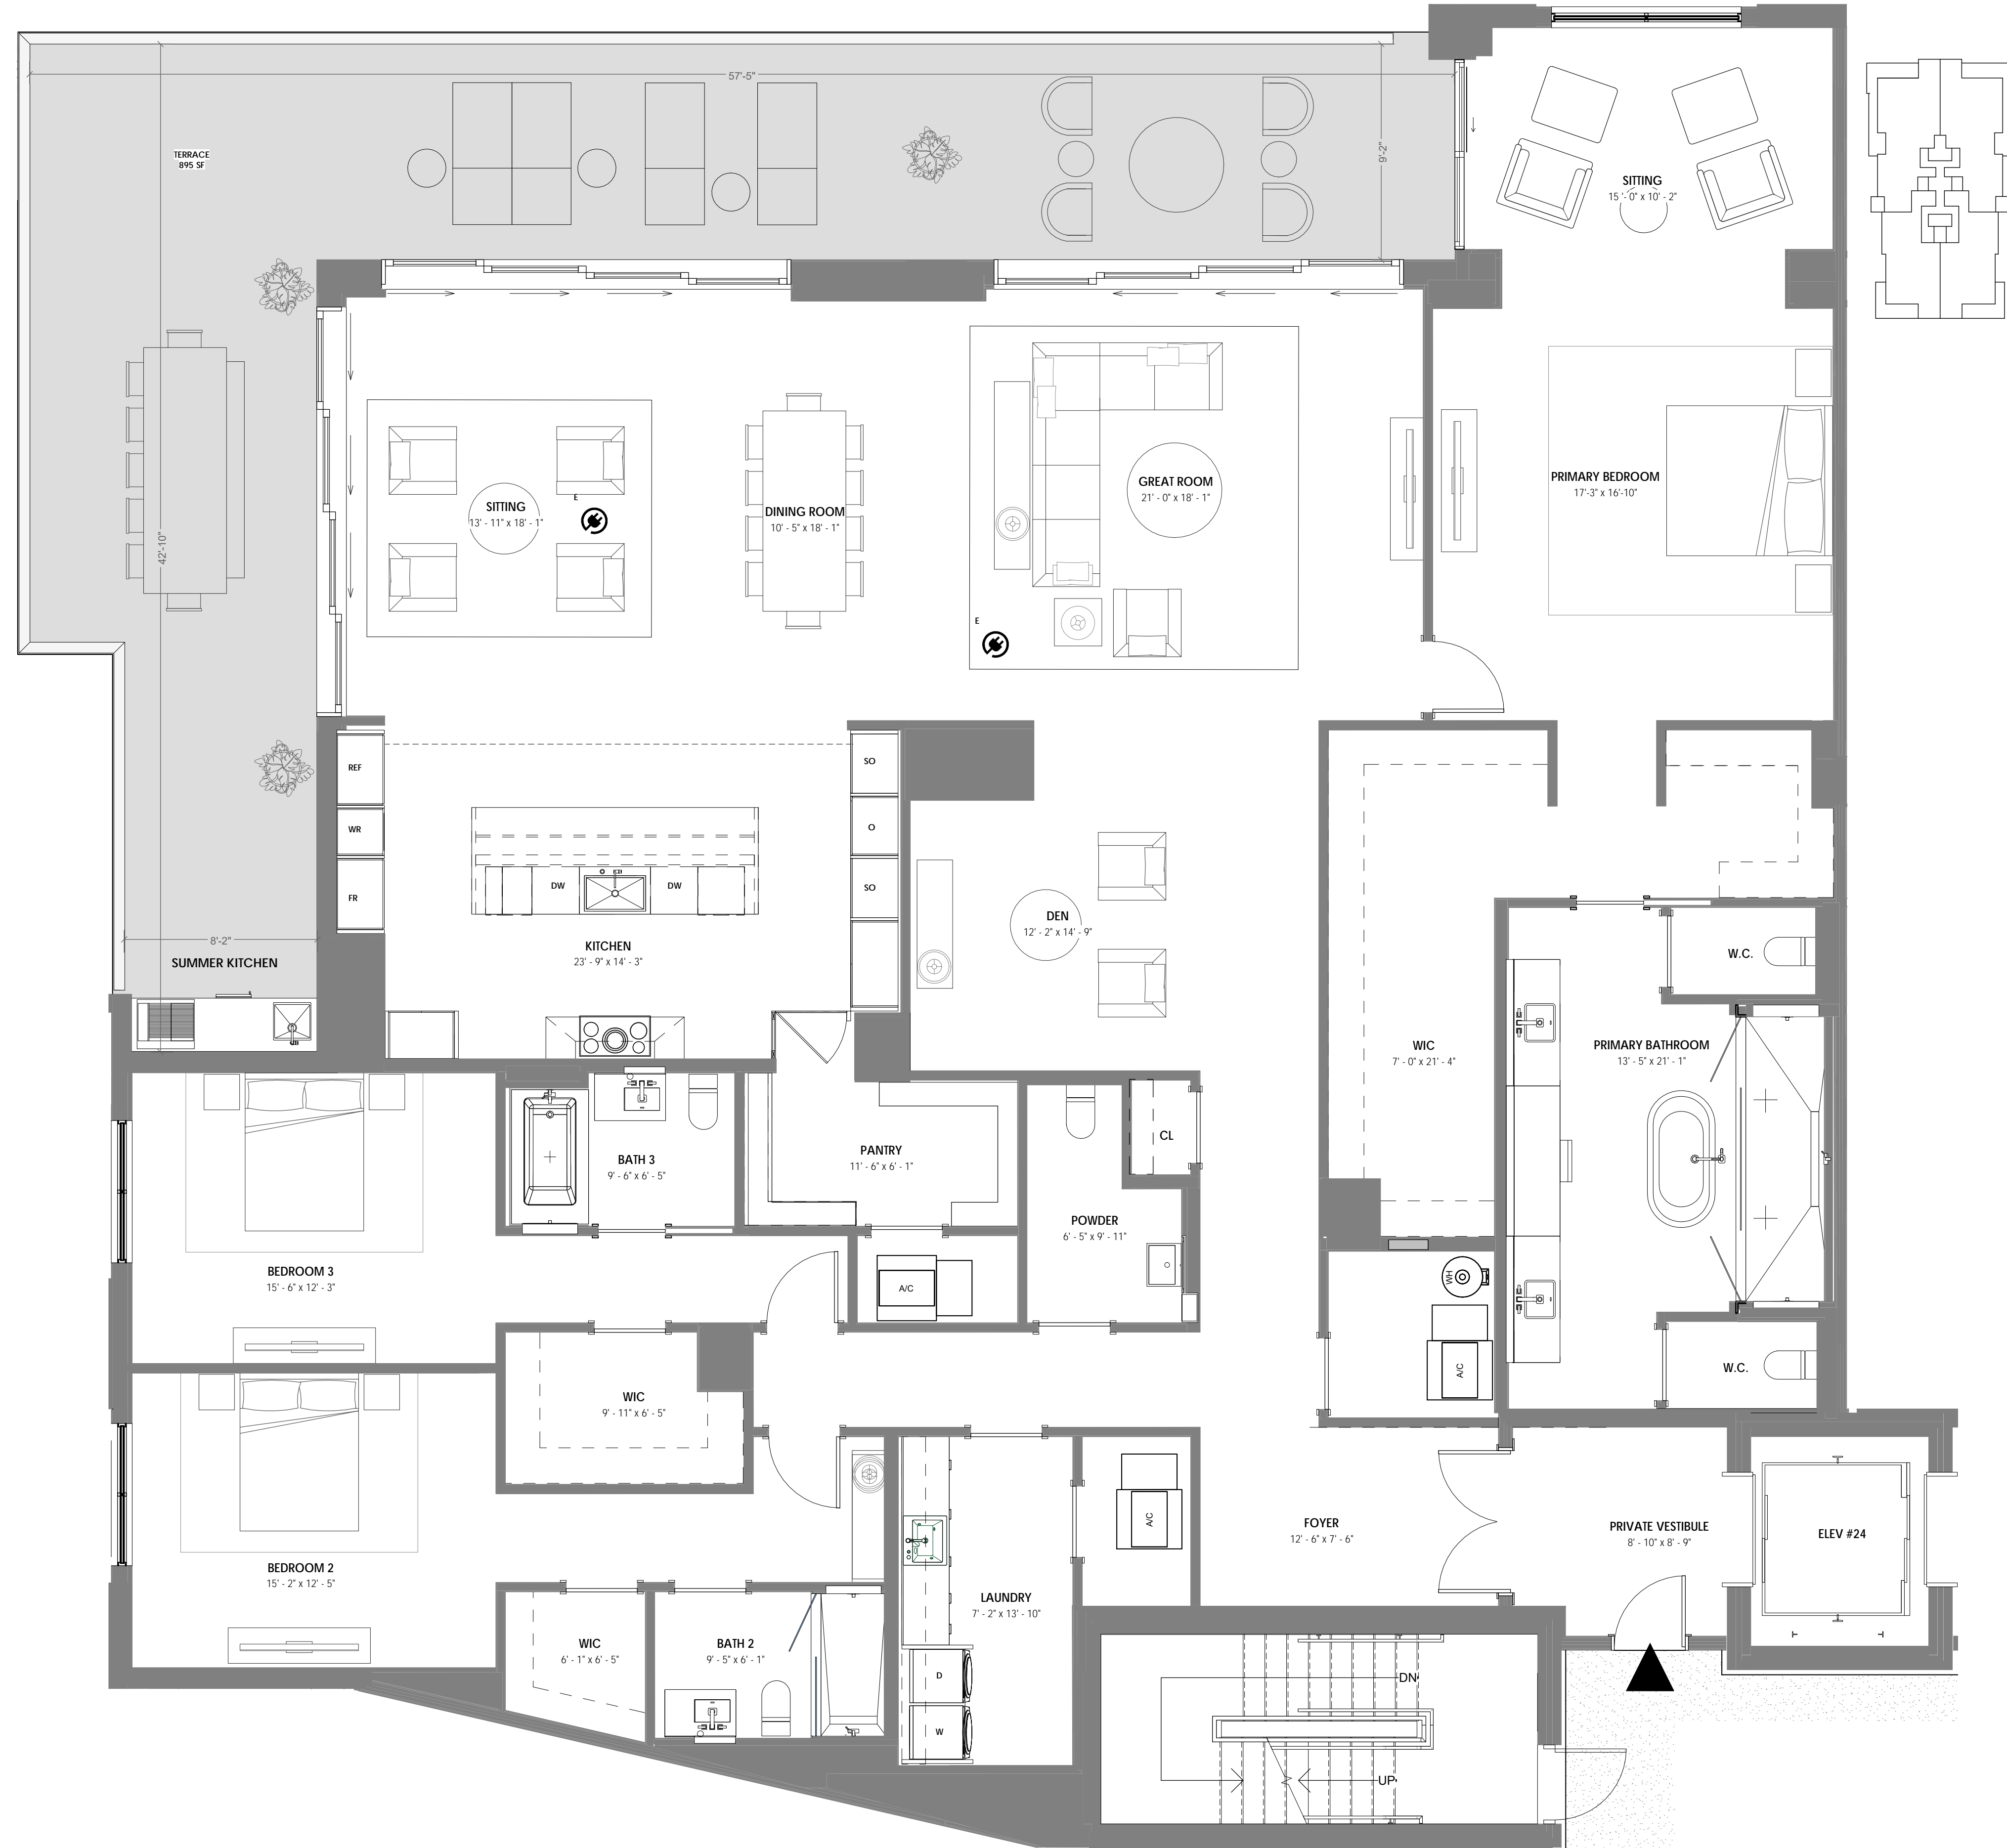 57'-5"
TERRACE
895 SF
9'-2"
SITTING
15 '- 0" x 10' - 2"
42'-10"
SITTING
13' - 11" x 18' - 1"
E
DINING ROOM
10' - 5" x 18' - 1"
GREAT ROOM
21' - 0" x 18' - 1"
E
PRIMARY BEDROOM
17'-3" x 16'-10"
REF
WR
FR
DW
DW
SO
O
SO
KITCHEN
23' - 9" x 14' - 3"
DEN
12' - 2" x 14' - 9"
8'-2"
SUMMER KITCHEN
W.C.
WIC
7' - 0" x 21' - 4"
PRIMARY BATHROOM
13' - 5" x 21' - 1"
BATH 3
9' - 6" x 6' - 5"
PANTRY
11' - 6" x 6' - 1"
CL
POWDER
6' - 5" x 9' - 11"
BEDROOM 3
15' - 6" x 12' - 3"
A/C
WH
A/C
W.C.
WIC
9' - 11" x 6' - 5"
BEDROOM 2
15' - 2" x 12' - 5"
A/C
FOYER
12' - 6" x 7' - 6"
PRIVATE VESTIBULE
8' - 10" x 8' - 9"
ELEV #24
LAUNDRY
7' - 2" x 13' - 10"
WIC
6' - 1" x 6' - 5"
BATH 2
9' - 5" x 6' - 1"
D
W
DN
UP